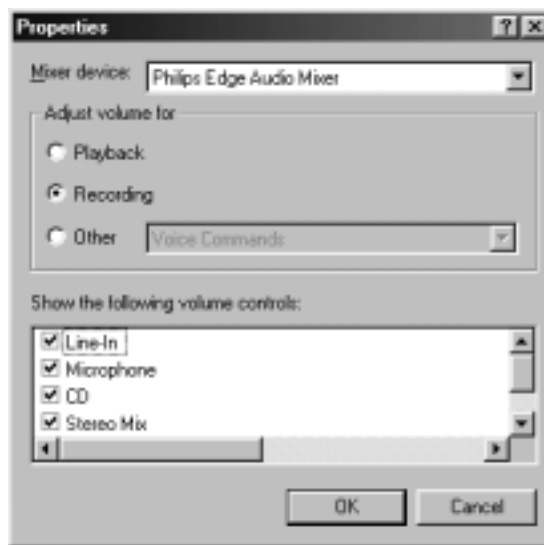 Properties
Mixer device: Philips Edge Audio Mixer
Adjust volume for
Playback
Recording
Other Voice Commands
Show the following volume controls:
Line-In
Microphone
CD
Stereo Mix
OK Cancel